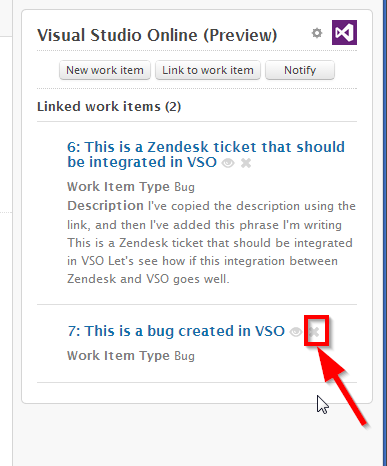 Visual Studio Online (Preview)
New work item Link to work item Notify
Linked work items (2)
6: This is a Zendesk ticket that should
be integrated in VSO
Work Item Type Bug
Description I've copied the description using the
link, and then I've added this phrase I'm writing
This is a Zendesk ticket that should be integrated
in VSO Let's see how if this integration between
Zendesk and VSO goes well.
7: This is a bug created in VSO
Work Item Type Bug